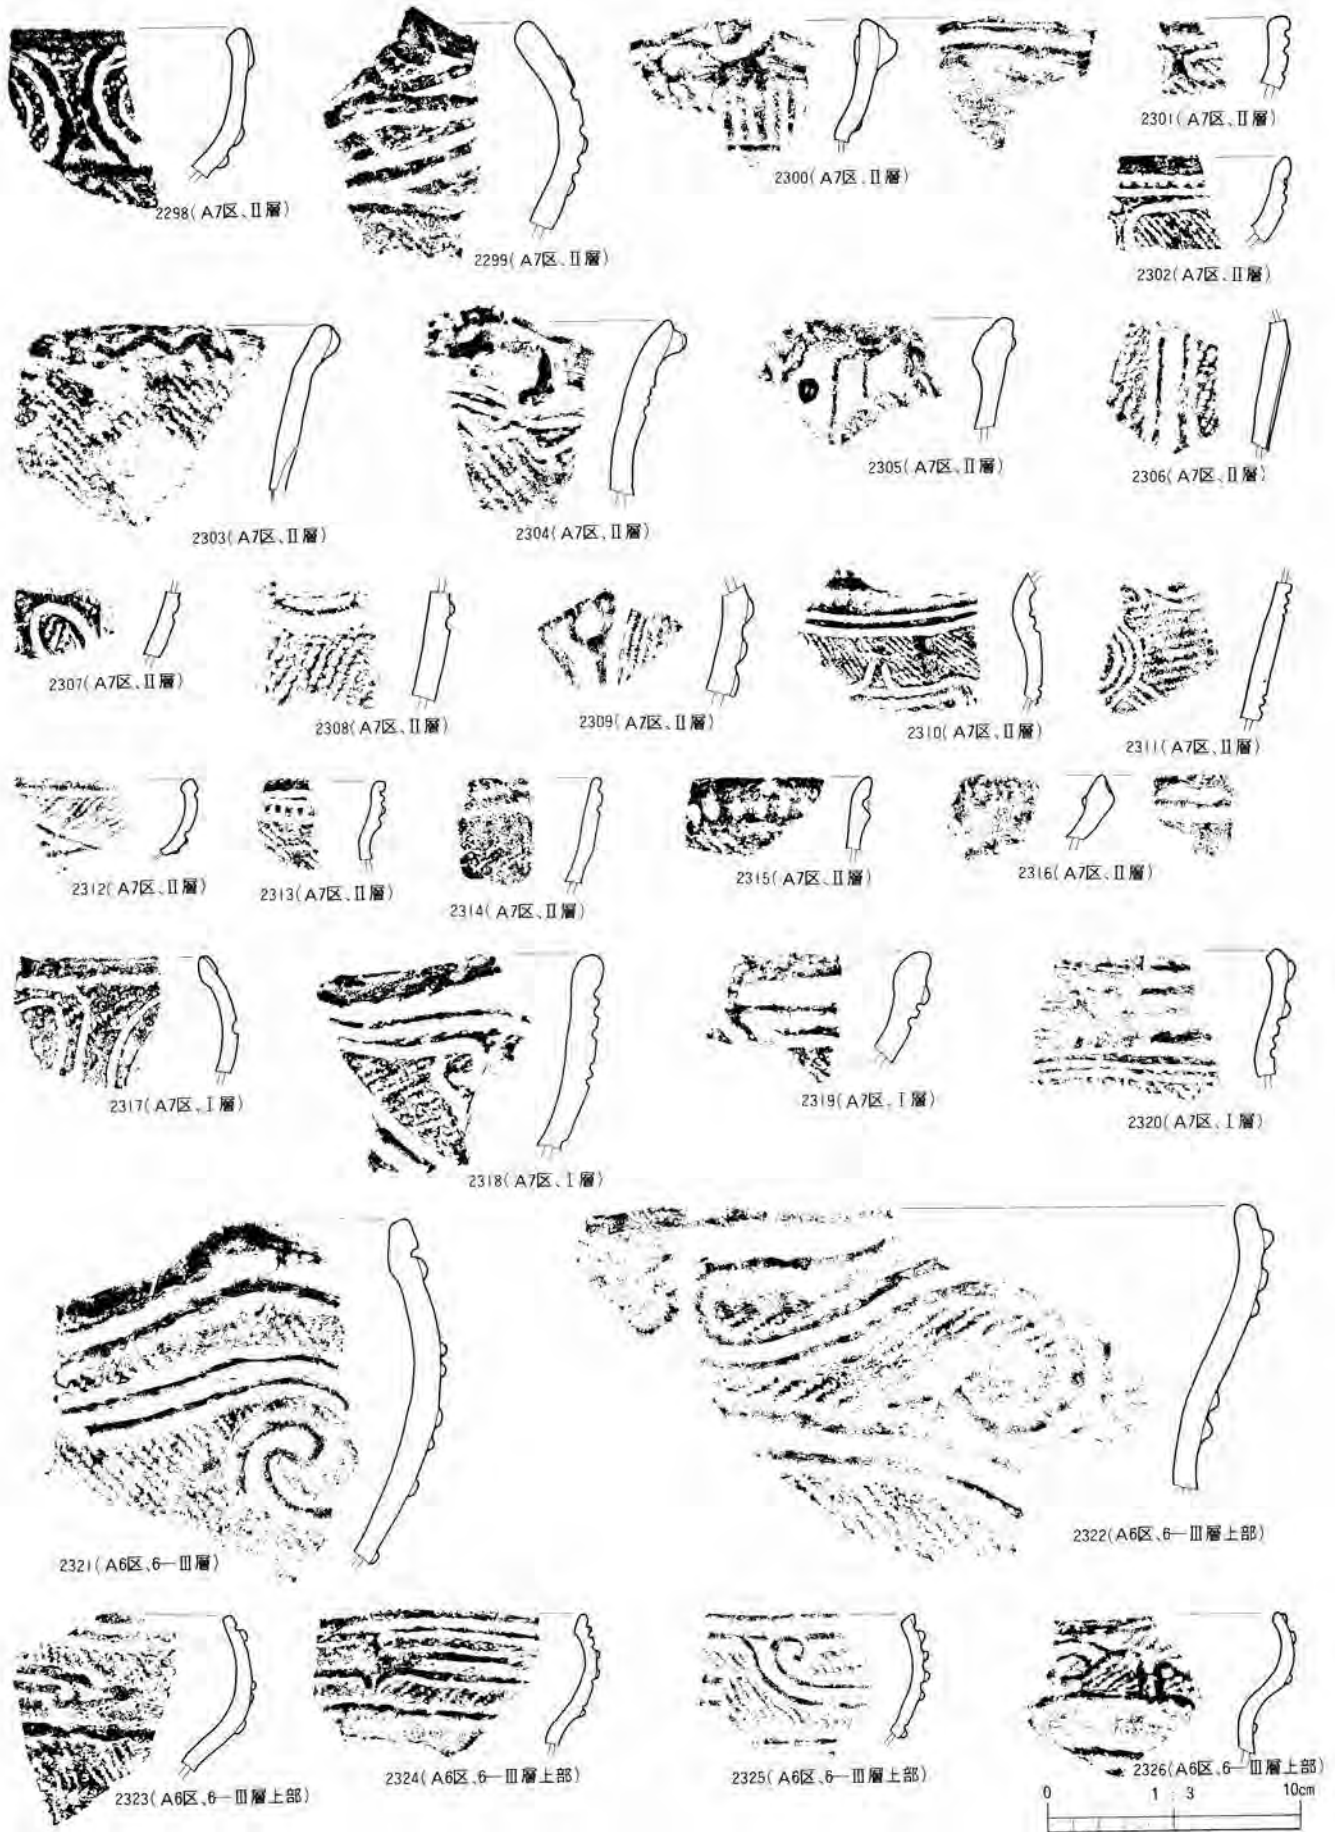 2298(A7区、Ⅱ層)
2299(A7区、Ⅱ層)
2300(A7区、Ⅱ層)
2301(A7区、Ⅱ層)
2302(A7区、Ⅱ層)
2303(A7区、Ⅱ層)
2304(A7区、Ⅱ層)
2305(A7区、Ⅱ層)
2306(A7区、Ⅱ層)
2307(A7区、Ⅱ層)
2308(A7区、Ⅱ層)
2309(A7区、Ⅱ層)
2310(A7区、Ⅱ層)
2311(A7区、Ⅱ層)
2312(A7区、Ⅱ層)
2313(A7区、Ⅱ層)
2314(A7区、Ⅱ層)
2315(A7区、Ⅱ層)
2316(A7区、Ⅱ層)
2317(A7区、Ⅰ層)
2318(A7区、Ⅰ層)
2319(A7区、Ⅰ層)
2320(A7区、Ⅰ層)
2321(A6区、6—Ⅲ層)
2322(A6区、6—Ⅲ層上部)
2323(A6区、6—Ⅲ層上部)
2324(A6区、6—Ⅲ層上部)
2325(A6区、6—Ⅲ層上部)
2326(A6区、6—Ⅲ層上部)
0 1 3 10cm